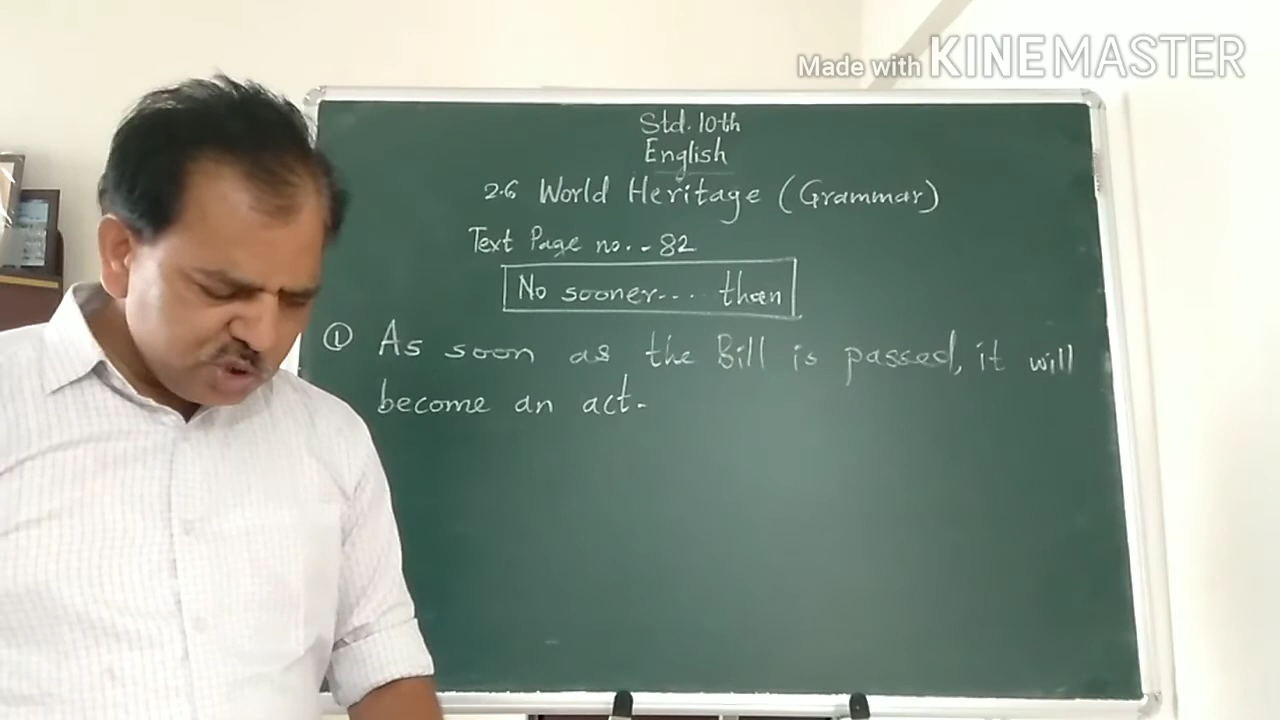 Made with KINEMASTER
Std. 10th
English
2.6 World Heritage (Grammar)
Text Page no. - 82
No sooner.... than
① As soon as the Bill is passed, it will
become an act.